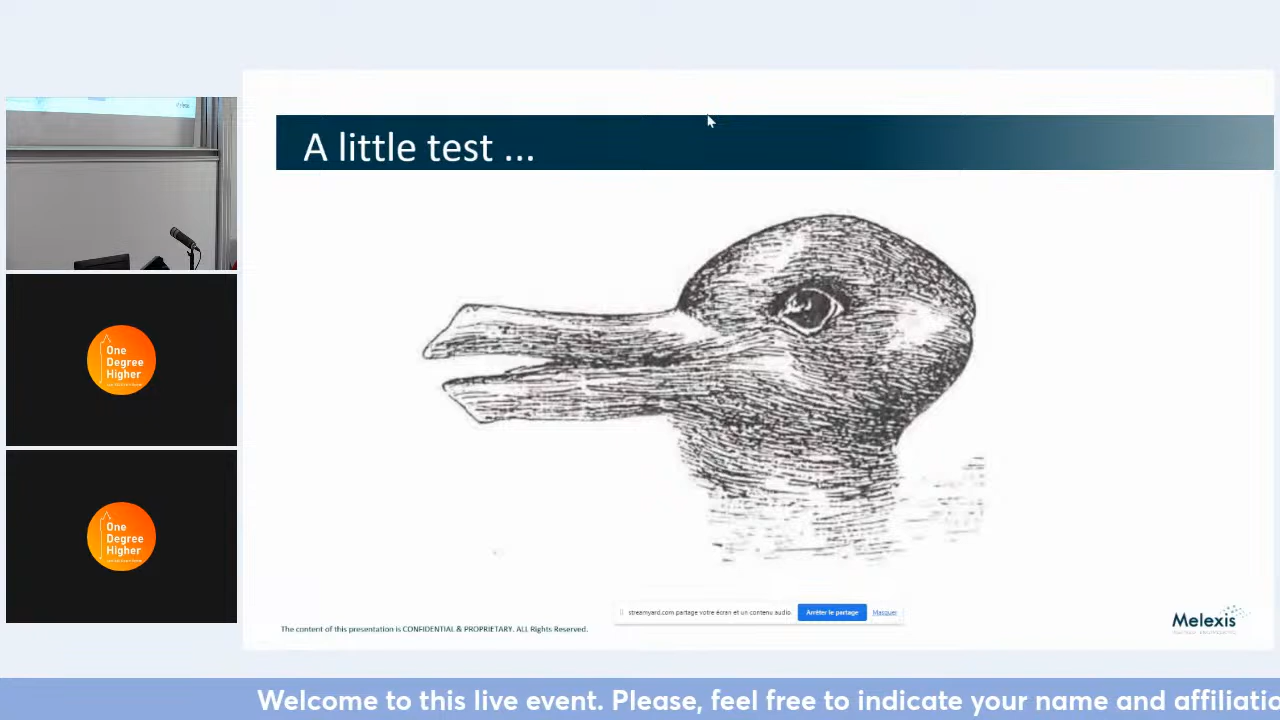 A little test ...
One
Degree
Higher
One
Degree
Higher
streamyard.com partage votre écran et un contenu audio.
Arrêter le partage
Masquer
The content of this presentation is CONFIDENTIAL & PROPRIETARY. ALL Rights Reserved.
Melexis
Welcome to this live event. Please, feel free to indicate your name and affiliatio